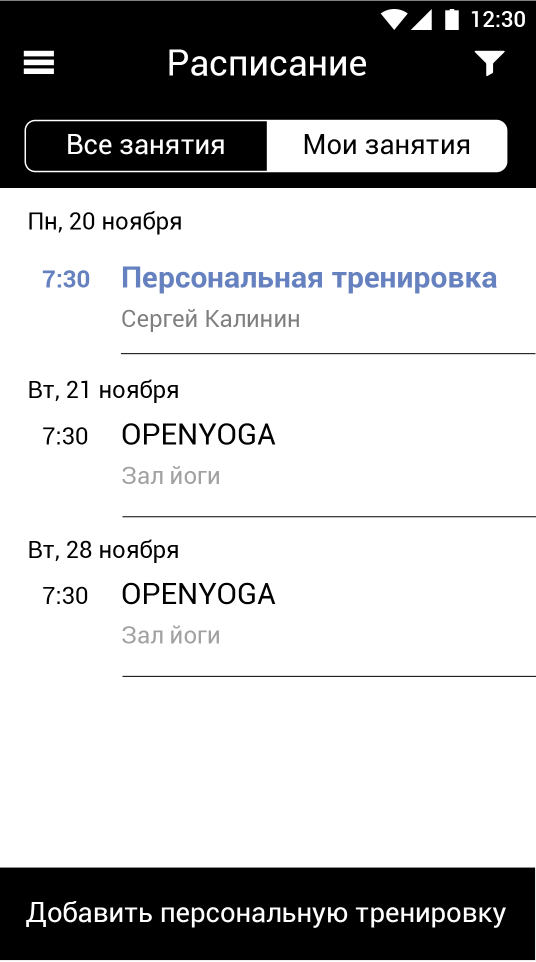 12:30
Расписание
Все занятия Мои занятия
Пн, 20 ноября
7:30 Персональная тренировка
Сергей Калинин
Вт, 21 ноября
7:30 OPENYOGA
Зал йоги
Вт, 28 ноября
7:30 OPENYOGA
Зал йоги
Добавить персональную тренировку